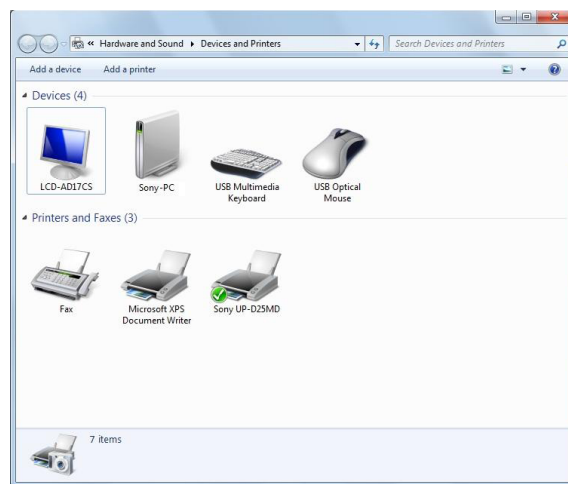 « Hardware and Sound ▸ Devices and Printers
Search Devices and Printers
Add a device Add a printer
Devices (4)
LCD-AD17CS
Sony-PC
USB Multimedia
Keyboard
USB Optical
Mouse
Printers and Faxes (3)
Fax
Microsoft XPS
Document Writer
Sony UP-D25MD
7 items